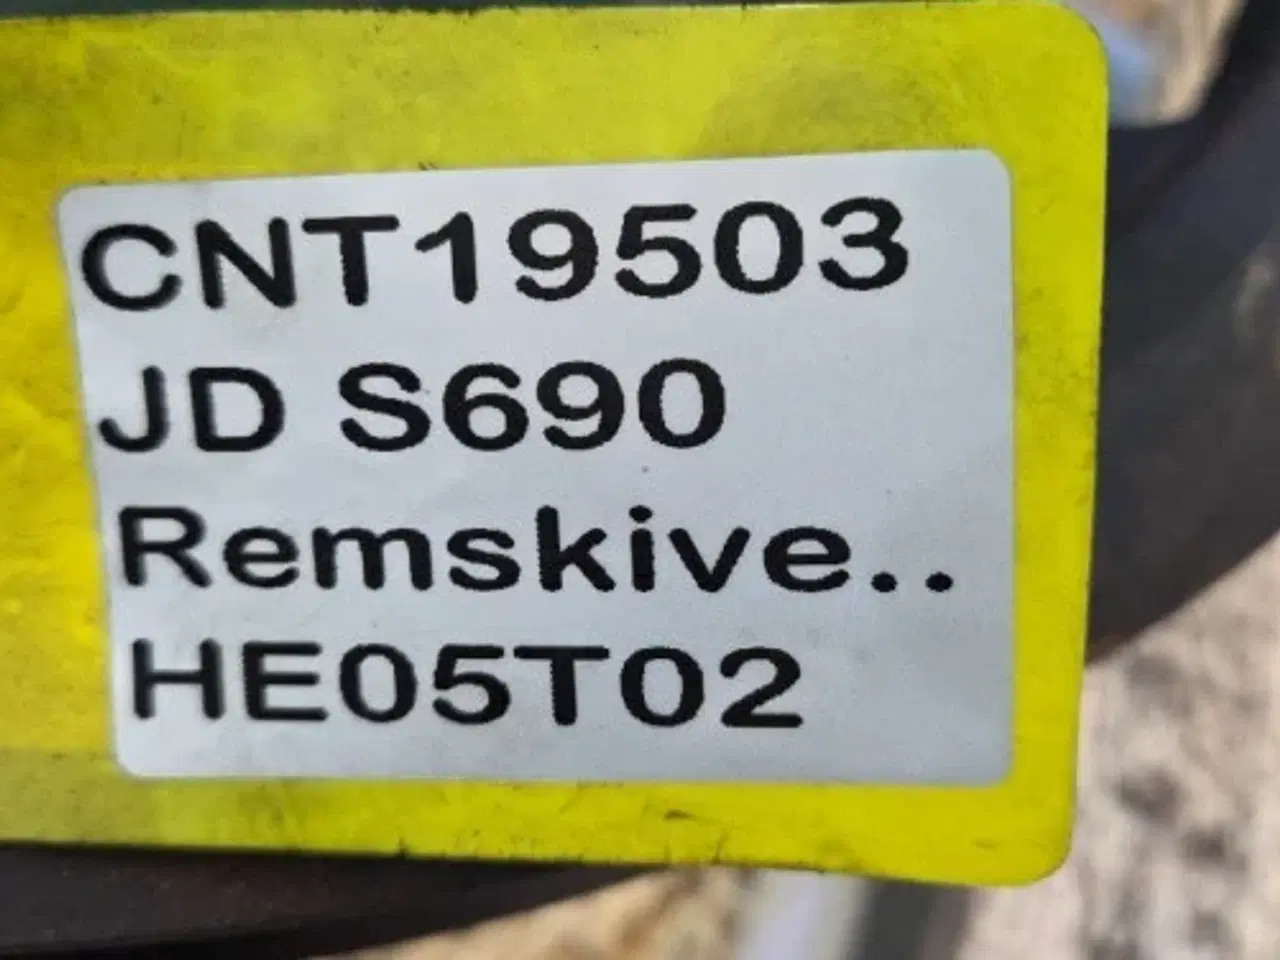 CNT19503
JD S690
Remskive..
HE05T02